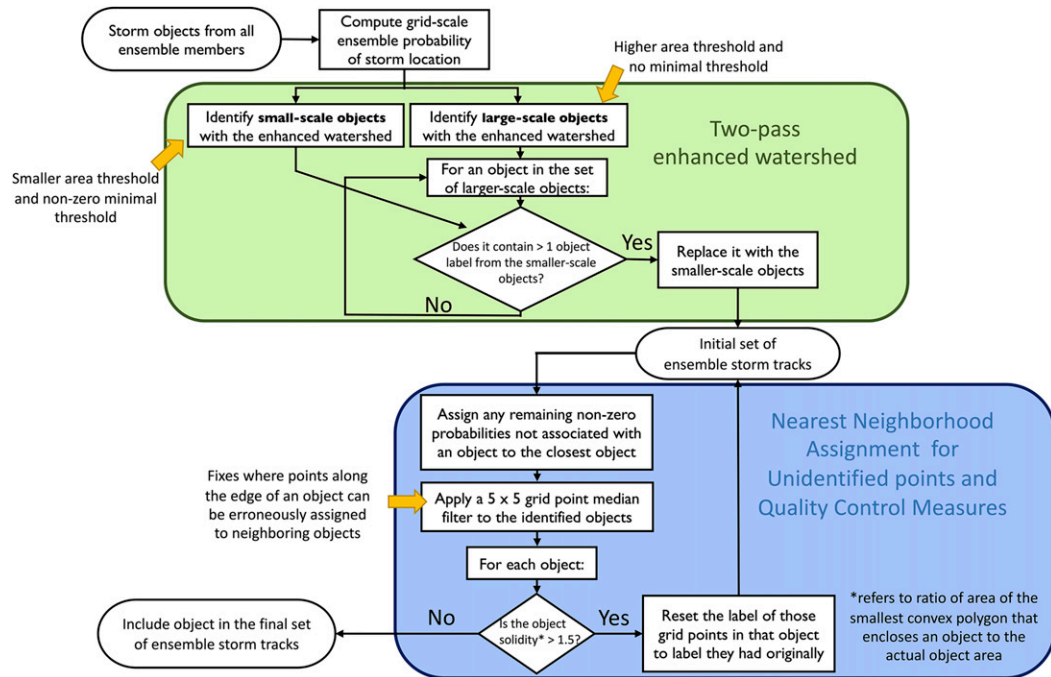 Storm objects from all
ensemble members
Compute grid-scale
ensemble probability
of storm location
Higher area threshold and
no minimal threshold
Identify small-scale objects
with the enhanced watershed
Identify large-scale objects
with the enhanced watershed
Two-pass
enhanced watershed
Smaller area threshold
and non-zero minimal
threshold
For an object in the set
of larger-scale objects:
Does it contain > 1 object
label from the smaller-scale
objects?
Yes
Replace it with the
smaller-scale objects
No
Initial set of
ensemble storm tracks
Assign any remaining non-zero
probabilities not associated with
an object to the closest object
Nearest Neighborhood
Assignment for
Unidentified points and
Quality Control Measures
Fixes where points along
the edge of an object can
be erroneously assigned
to neighboring objects
Apply a 5 x 5 grid point median
filter to the identified objects
For each object:
Include object in the final set
of ensemble storm tracks
No
Is the object
solidity* > 1.5?
Yes
Reset the label of those
grid points in that object
to label they had originally
*refers to ratio of area of the
smallest convex polygon that
encloses an object to the
actual object area